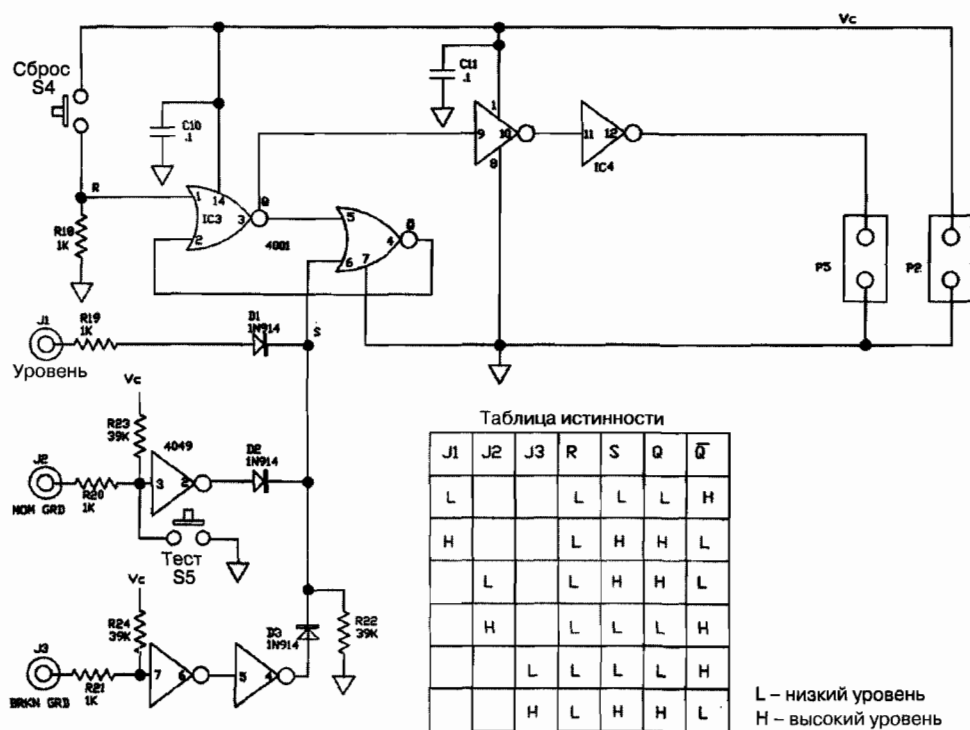 Vc
Сброс
S4
C11
.1
C10
.1
1
9
10
8
11
12
IC4
R
1
14
Q
IC3
3
2
4001
R18
1K
5
Q̅
4
6
7
P5
P2
S
J1
R19
1K
D1
1N914
Уровень
Vc
R23
39K
4049
J2
D2
1N914
3
2
R20
1K
NOM GRD
Тест
S5
Vc
R24
39K
D3
1N914
R22
39K
J3
7
6
5
4
R21
1K
BRKN GRD
Таблица истинности
J1 J2 J3 R S Q Q̅
L L L L H
H L H H L
L L H H L
H L L L H
L L L L H
H L H H L
L – низкий уровень
H – высокий уровень